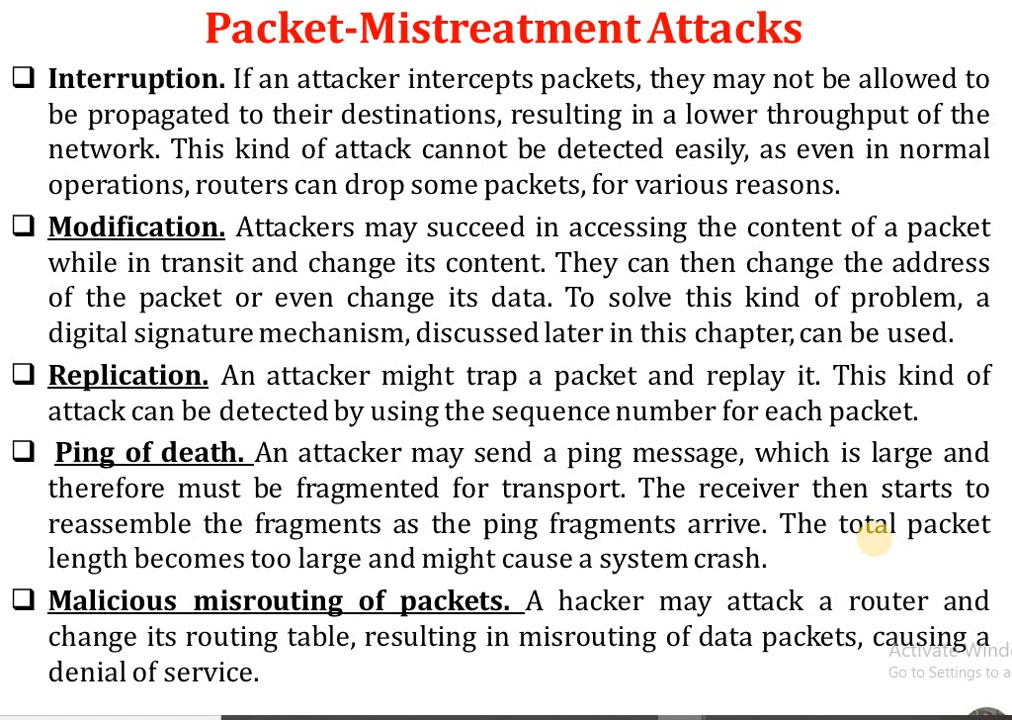 Packet-Mistreatment Attacks
❑ Interruption. If an attacker intercepts packets, they may not be allowed to
be propagated to their destinations, resulting in a lower throughput of the
network. This kind of attack cannot be detected easily, as even in normal
operations, routers can drop some packets, for various reasons.
❑ Modification. Attackers may succeed in accessing the content of a packet
while in transit and change its content. They can then change the address
of the packet or even change its data. To solve this kind of problem, a
digital signature mechanism, discussed later in this chapter, can be used.
❑ Replication. An attacker might trap a packet and replay it. This kind of
attack can be detected by using the sequence number for each packet.
❑ Ping of death. An attacker may send a ping message, which is large and
therefore must be fragmented for transport. The receiver then starts to
reassemble the fragments as the ping fragments arrive. The total packet
length becomes too large and might cause a system crash.
❑ Malicious misrouting of packets. A hacker may attack a router and
change its routing table, resulting in misrouting of data packets, causing a
denial of service.
Activate Wind
Go to Settings to a